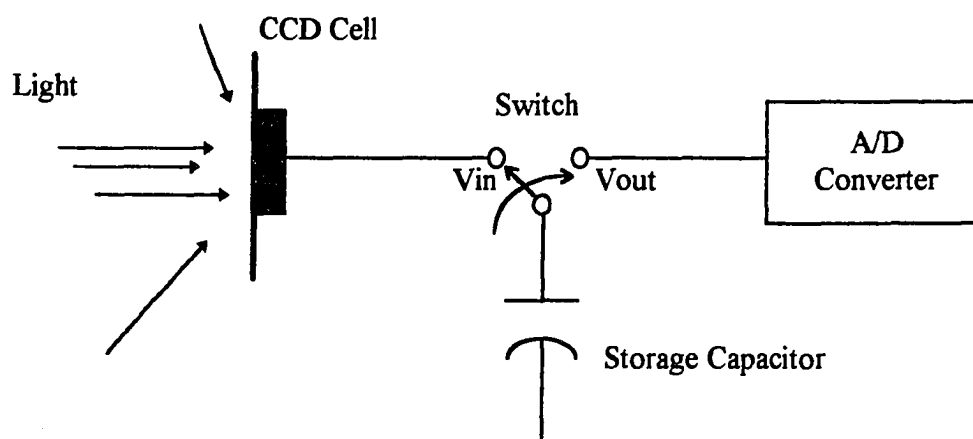 CCD Cell
Light
Switch
Vin
Vout
A/D
Converter
Storage Capacitor